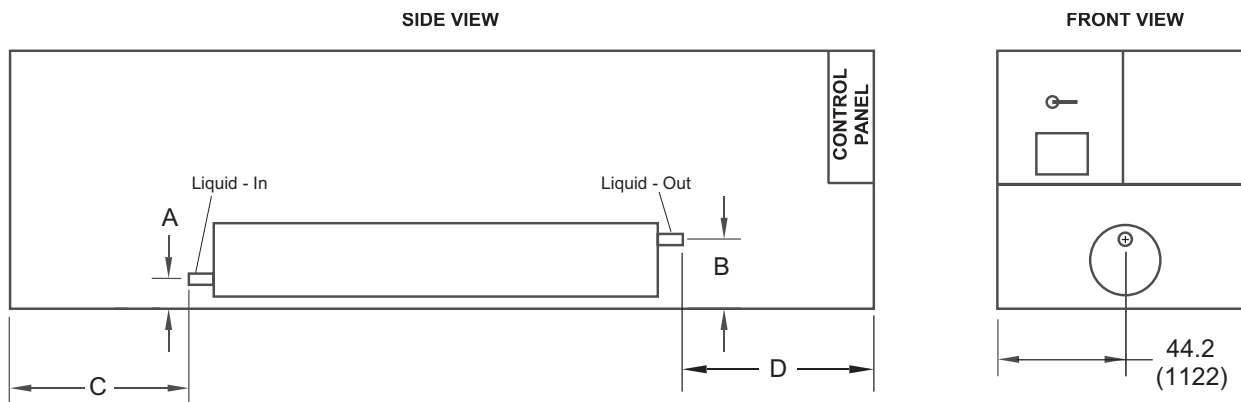 SIDE VIEW
FRONT VIEW
CONTROL
PANEL
Liquid - In
Liquid - Out
A
B
C
D
44.2
(1122)